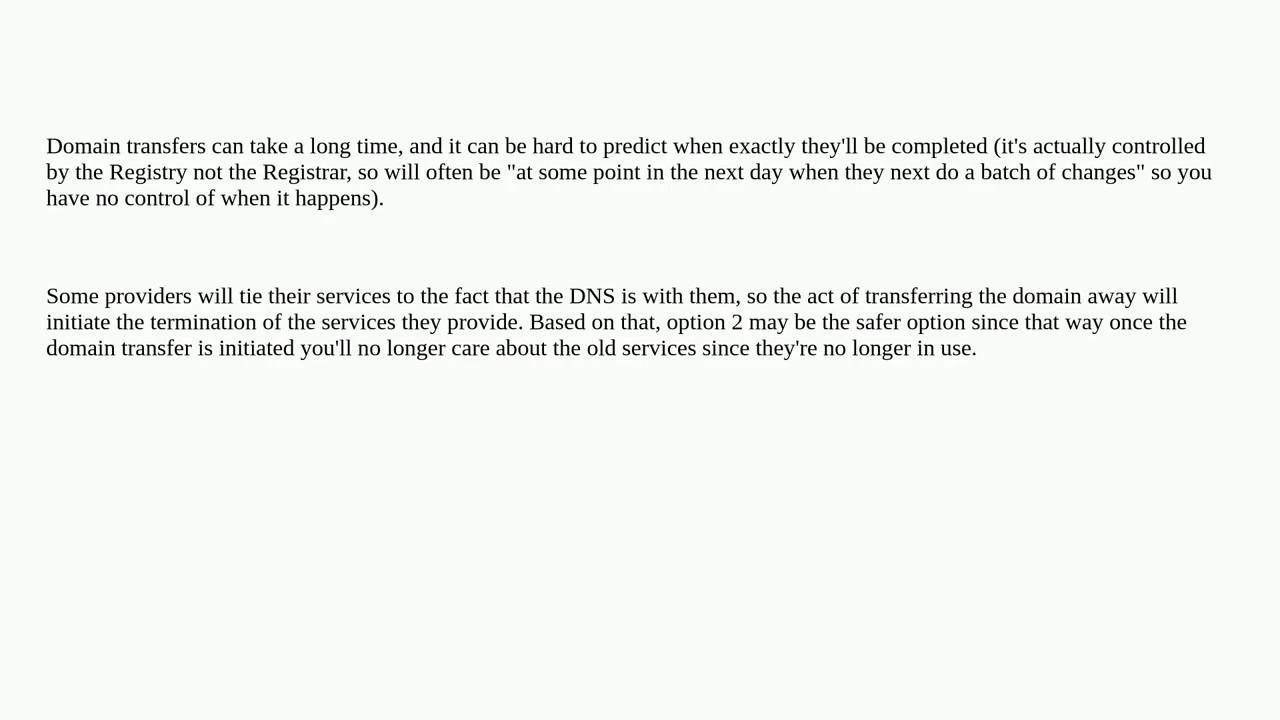 Domain transfers can take a long time, and it can be hard to predict when exactly they'll be completed (it's actually controlled
by the Registry not the Registrar, so will often be "at some point in the next day when they next do a batch of changes" so you
have no control of when it happens).
Some providers will tie their services to the fact that the DNS is with them, so the act of transferring the domain away will
initiate the termination of the services they provide. Based on that, option 2 may be the safer option since that way once the
domain transfer is initiated you'll no longer care about the old services since they're no longer in use.